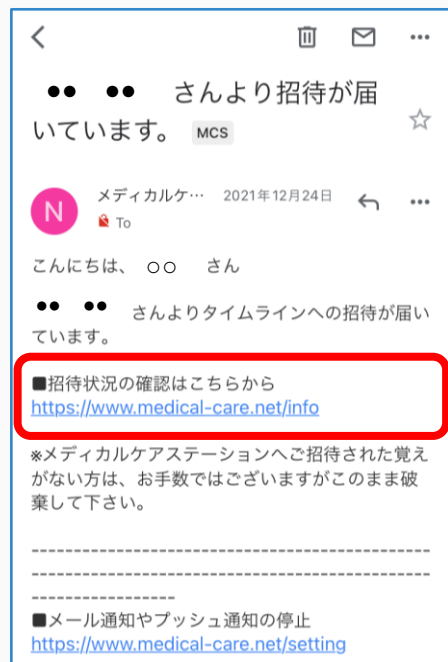 ●● ●● さんより招待が届
いています。 MCS
N
メディカルケ… 2021年12月24日
To
こんにちは、 ○○ さん
●● ●● さんよりタイムラインへの招待が届い
ています。
■招待状況の確認はこちらから
https://www.medical-care.net/info
※メディカルケアステーションへご招待された覚え
がない方は、お手数ではございますがこのまま破
棄して下さい。
-----------------------------------------------
-----------------------------------------------
-----------------
■メール通知やプッシュ通知の停止
https://www.medical-care.net/setting